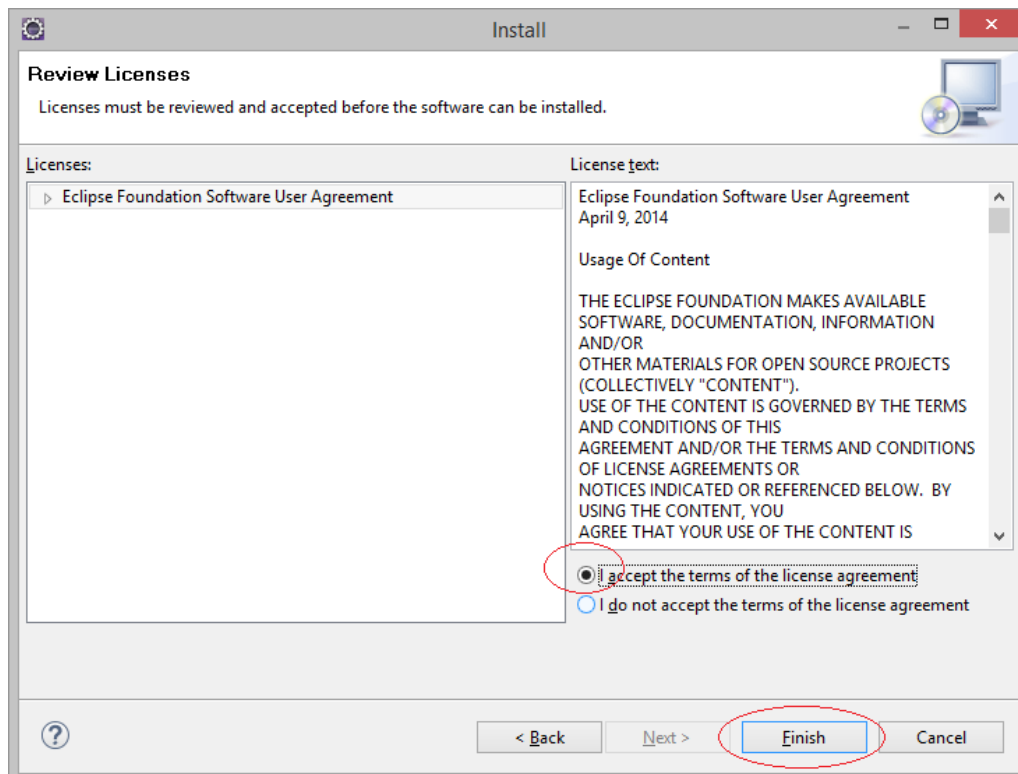 Install
Review Licenses
Licenses must be reviewed and accepted before the software can be installed.
Licenses:
Eclipse Foundation Software User Agreement
License text:
Eclipse Foundation Software User Agreement
April 9, 2014
Usage Of Content
THE ECLIPSE FOUNDATION MAKES AVAILABLE
SOFTWARE, DOCUMENTATION, INFORMATION
AND/OR
OTHER MATERIALS FOR OPEN SOURCE PROJECTS
(COLLECTIVELY "CONTENT").
USE OF THE CONTENT IS GOVERNED BY THE TERMS
AND CONDITIONS OF THIS
AGREEMENT AND/OR THE TERMS AND CONDITIONS
OF LICENSE AGREEMENTS OR
NOTICES INDICATED OR REFERENCED BELOW.  BY
USING THE CONTENT, YOU
AGREE THAT YOUR USE OF THE CONTENT IS
I accept the terms of the license agreement
I do not accept the terms of the license agreement
?
< Back
Next >
Finish
Cancel